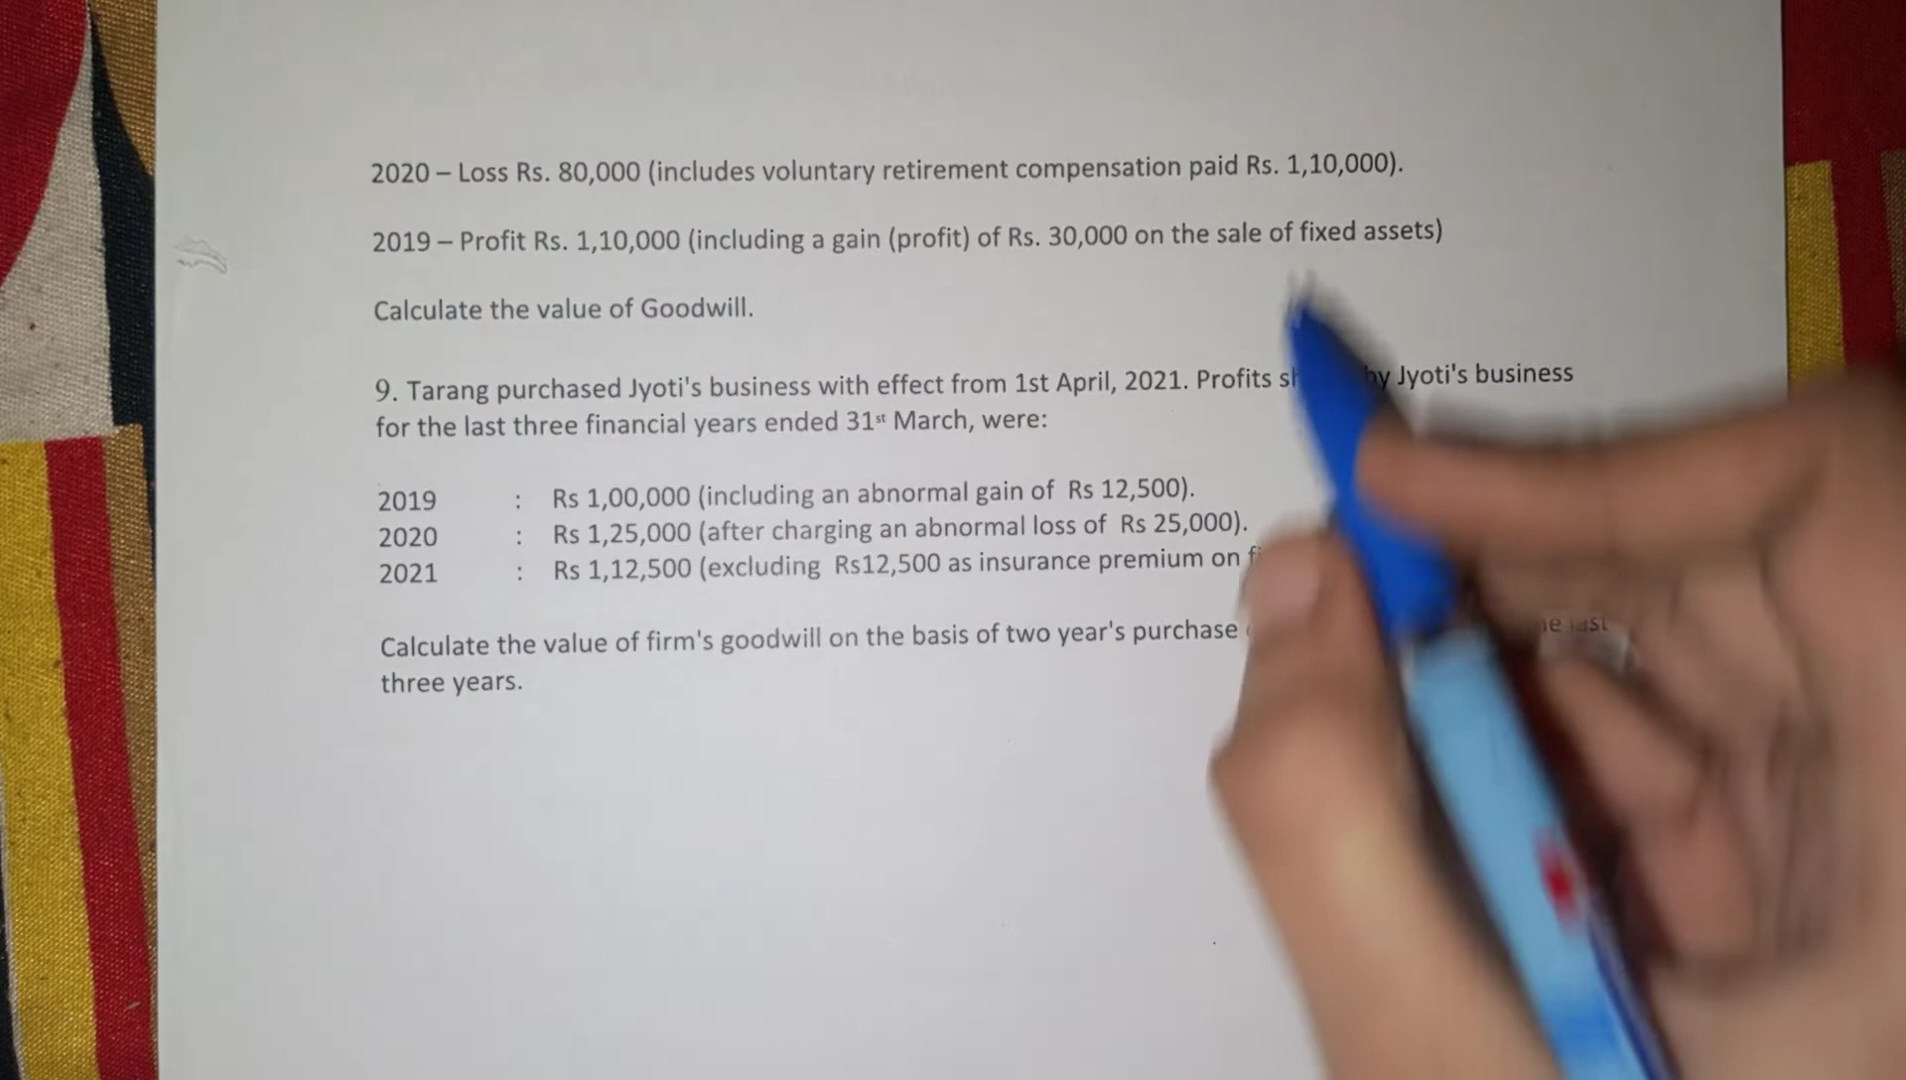 2020 – Loss Rs. 80,000 (includes voluntary retirement compensation paid Rs. 1,10,000).
2019 – Profit Rs. 1,10,000 (including a gain (profit) of Rs. 30,000 on the sale of fixed assets)
Calculate the value of Goodwill.
9. Tarang purchased Jyoti's business with effect from 1st April, 2021. Profits by Jyoti's business
for the last three financial years ended 31st March, were:
2019 : Rs 1,00,000 (including an abnormal gain of Rs 12,500).
2020 : Rs 1,25,000 (after charging an abnormal loss of Rs 25,000).
2021 : Rs 1,12,500 (excluding Rs12,500 as insurance premium on
Calculate the value of firm's goodwill on the basis of two year's purchase last
three years.